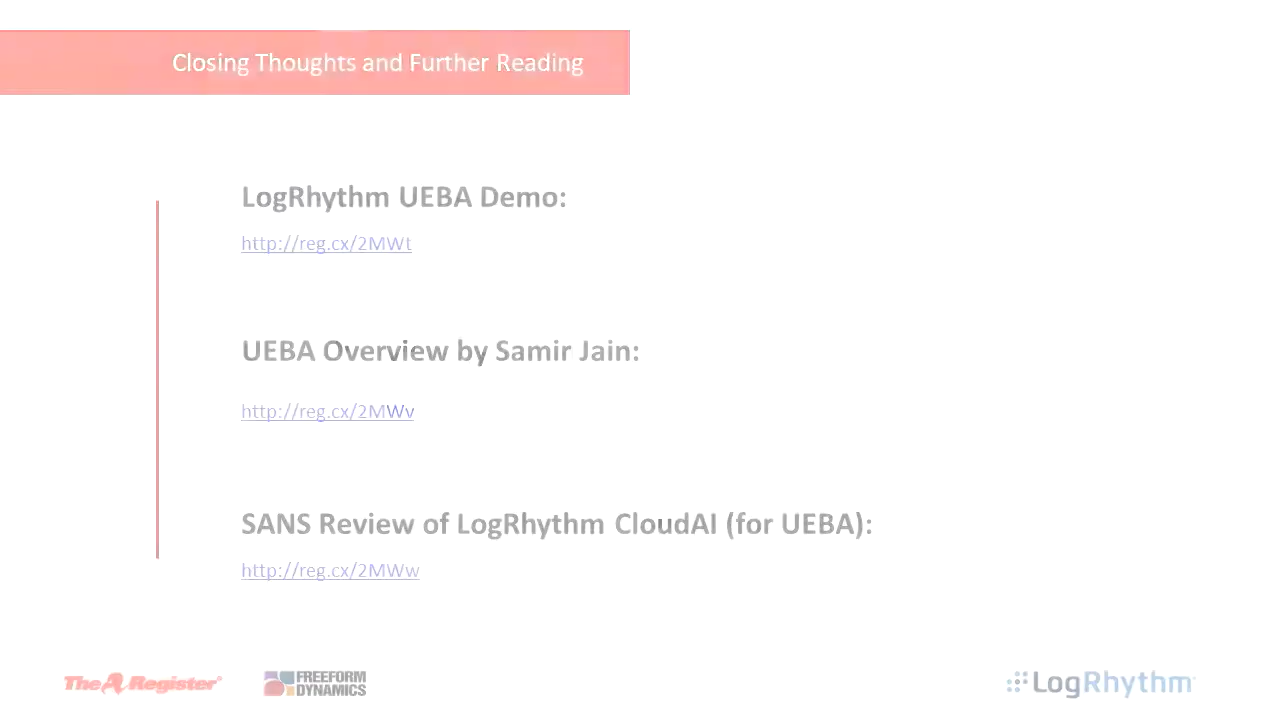 Closing Thoughts and Further Reading
LogRhythm UEBA Demo:
http://reg.cx/2MWt
UEBA Overview by Samir Jain:
http://reg.cx/2MWv
SANS Review of LogRhythm CloudAI (for UEBA):
http://reg.cx/2MWw
The Register®
FREEFORM
DYNAMICS
LogRhythm